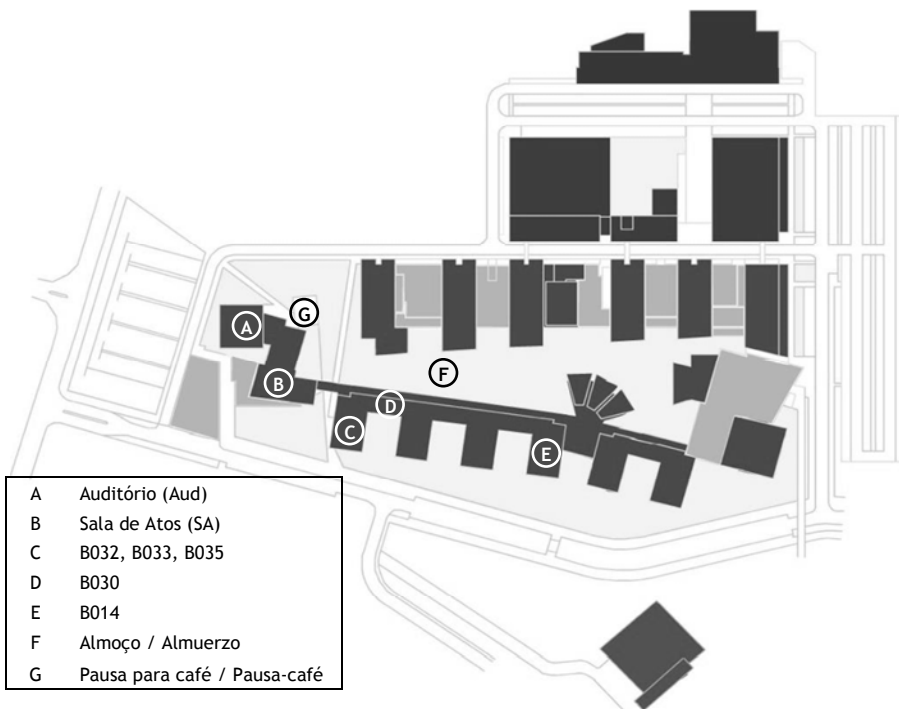 G
A
F
B
D
C
E
A Auditório (Aud)
B Sala de Atos (SA)
C B032, B033, B035
D B030
E B014
F Almoço / Almuerzo
G Pausa para café / Pausa-café